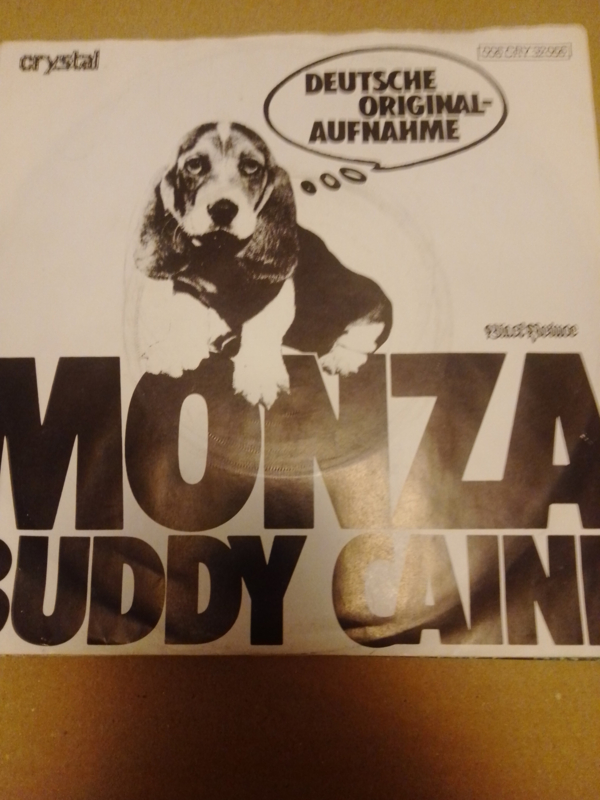 crystal
DEUTSCHE
ORIGINAL-
AUFNAHME
MONZA
BUDDY CAINE